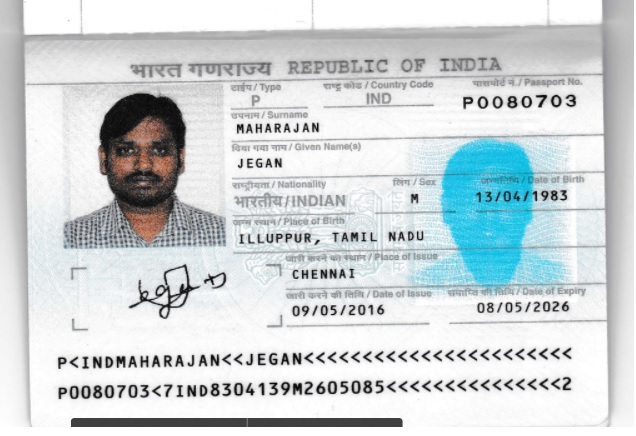 भारत गणराज्य REPUBLIC OF INDIA
टाईप / Type
राष्ट्र कोड / Country Code
पासपोर्ट न. / Passport No.
P
IND
P0080703
उपनाम / Surname
MAHARAJAN
दिया गया नाम / Given Name(s)
JEGAN
राष्ट्रीयता / Nationality
लिंग / Sex
जन्मतिथि / Date of Birth
भारतीय / INDIAN
M
13/04/1983
जन्म स्थान / Place of Birth
ILLUPPUR, TAMIL NADU
जारी करने का स्थान / Place of Issue
CHENNAI
जारी करने की तिथि / Date of Issue
समाप्ति की तिथि / Date of Expiry
09/05/2016
08/05/2026
P<INDMAHARAJAN<<JEGAN<<<<<<<<<<<<<<<<<<<<<<<
P0080703<7IND8304139M2605085<<<<<<<<<<<<<<<2